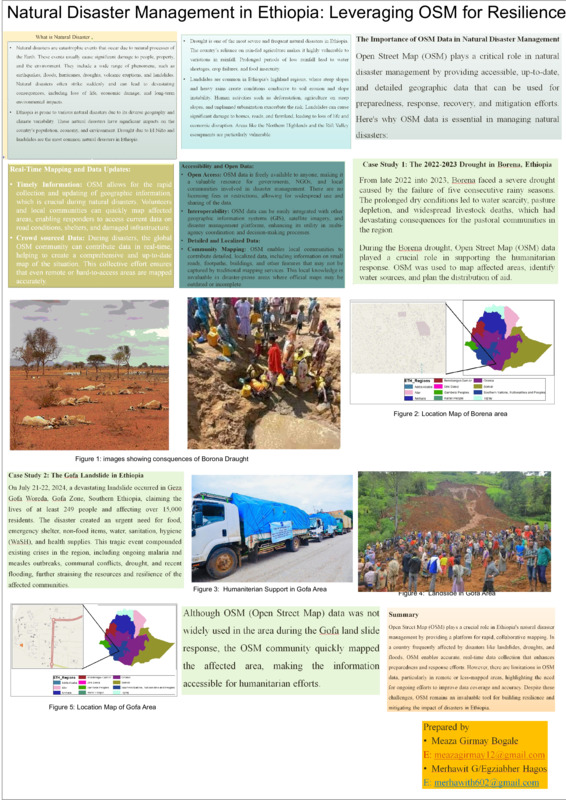 Natural Disaster Management in Ethiopia: Leveraging OSM for Resilience
What is Natural Disaster .
• Natural disasters are catastrophic events that occur due to natural processes of
the Earth. These events usually cause significant damage to people, property,
and the environment. They include a wide range of phenomena, such as
earthquakes, floods, hurricanes, droughts, volcanic eruptions, and landslides.
Natural disasters often strike suddenly and can lead to devastating
consequences, including loss of life, economic damage, and long-term
environmental impacts.
• Ethiopia is prone to various natural disasters due to its diverse geography and
climate variability. These natural disasters have significant impacts on the
country's population, economy, and environment. Drought due to El Niño and
landslides are the most common natural disasters in Ethiopia
• Drought is one of the most severe and frequent natural disasters in Ethiopia.
The country's reliance on rainfed agriculture makes it highly vulnerable to
variations in rainfall. Prolonged periods of low rainfall lead to water
shortages, crop failures, and food insecurity.
• Landslides are common in Ethiopia's highland regions, where steep slopes
and heavy rains create conditions conducive to soil erosion and slope
instability. Human activities such as deforestation, agriculture on steep
slopes, and unplanned urbanization exacerbate the risk. Landslides can cause
significant damage to homes, roads, and farmland, leading to loss of life and
economic disruption. Areas like the Northern Highlands and the Rift Valley
escarpments are particularly vulnerable.
The Importance of OSM Data in Natural Disaster Management
Open Street Map (OSM) plays a critical role in natural
disaster management by providing accessible, up-to-date,
and detailed geographic data that can be used for
preparedness, response, recovery, and mitigation efforts.
Here's why OSM data is essential in managing natural
disasters:
Real-Time Mapping and Data Updates:
• Timely Information: OSM allows for the rapid
collection and updating of geographic information,
which is crucial during natural disasters. Volunteers
and local communities can quickly map affected
areas, enabling responders to access current data on
road conditions, shelters, and damaged infrastructure.
• Crowd sourced Data: During disasters, the global
OSM community can contribute data in real-time,
helping to create a comprehensive and up-to-date
map of the situation. This collective effort ensures
that even remote or hard-to-access areas are mapped
accurately.
Accessibility and Open Data:
• Open Access: OSM data is freely available to anyone, making it
a valuable resource for governments, NGOs, and local
communities involved in disaster management. There are no
licensing fees or restrictions, allowing for widespread use and
sharing of the data.
• Interoperability: OSM data can be easily integrated with other
geographic information systems (GIS), satellite imagery, and
disaster management platforms, enhancing its utility in multi-
agency coordination and decision-making processes.
• Detailed and Localized Data:
• Community Mapping: OSM enables local communities to
contribute detailed, localized data, including information on small
roads, footpaths, buildings, and other features that may not be
captured by traditional mapping services. This local knowledge is
invaluable in disaster-prone areas where official maps may be
outdated or incomplete.
Case Study 1: The 2022-2023 Drought in Borena, Ethiopia
From late 2022 into 2023, Borena faced a severe drought
caused by the failure of five consecutive rainy seasons.
The prolonged dry conditions led to water scarcity, pasture
depletion, and widespread livestock deaths, which had
devastating consequences for the pastoral communities in
the region.
During the Borena drought, Open Street Map (OSM) data
played a crucial role in supporting the humanitarian
response. OSM was used to map affected areas, identify
water sources, and plan the distribution of aid.
ETH_Regions
Figure 2: Location Map of Borena area
Figure 1: images showing consquences of Borona Draught
Case Study 2: The Gofa Landslide in Ethiopia
On July 21-22, 2024, a devastating landslide occurred in Geza
Gofa Woreda, Gofa Zone, Southern Ethiopia, claiming the
lives of at least 249 people and affecting over 15,000
residents. The disaster created an urgent need for food,
emergency shelter, non-food items, water, sanitation, hygiene
(WaSH), and health supplies. This tragic event compounded
existing crises in the region, including ongoing malaria and
measles outbreaks, communal conflicts, drought, and recent
flooding, further straining the resources and resilience of the
affected communities.
Figure 3: Humaniterian Support in Gofa Area
Figure 4: Landslide in Gofa Area
ETH_Regions
Figure 5: Location Map of Gofa Area
Although OSM (Open Street Map) data was not
widely used in the area during the Gofa land slide
response, the OSM community quickly mapped
the affected area, making the information
accessible for humanitarian efforts.
Summary
Open Street Map (OSM) plays a crucial role in Ethiopia's natural disaster
management by providing a platform for rapid, collaborative mapping. In
a country frequently affected by disasters like landslides, droughts, and
floods, OSM enables accurate, real-time data collection that enhances
preparedness and response efforts. However, there are limitations in OSM
data, particularly in remote or less-mapped areas, highlighting the need
for ongoing efforts to improve data coverage and accuracy. Despite these
challenges, OSM remains an invaluable tool for building resilience and
mitigating the impact of disasters in Ethiopia.
Prepared by
• Meaza Girmay Bogale
E: meazagirmay12@gmail.com
• Merhawit G/Egziabher Hagos
E: merhawith602@gmail.com